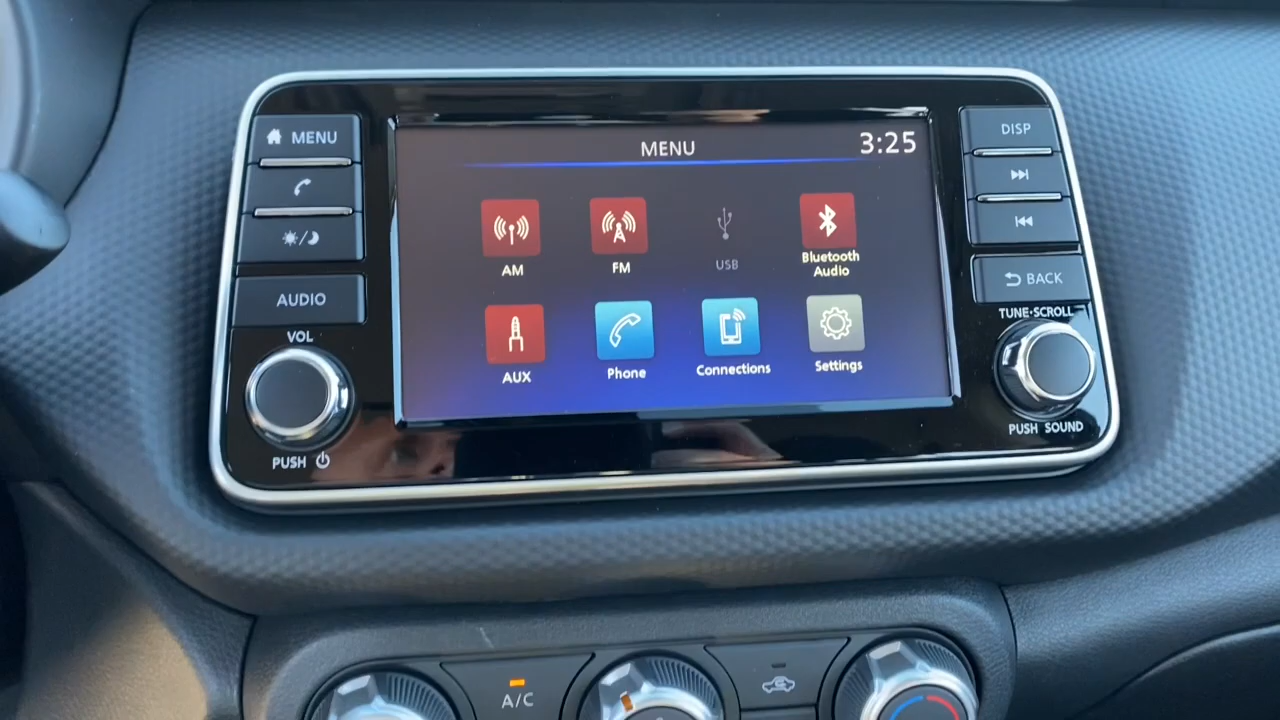 MENU
AUDIO
VOL
PUSH
MENU
3:25
AM
FM
USB
Bluetooth
Audio
AUX
Phone
Connections
Settings
DISP
BACK
TUNE•SCROLL
PUSH SOUND
A/C